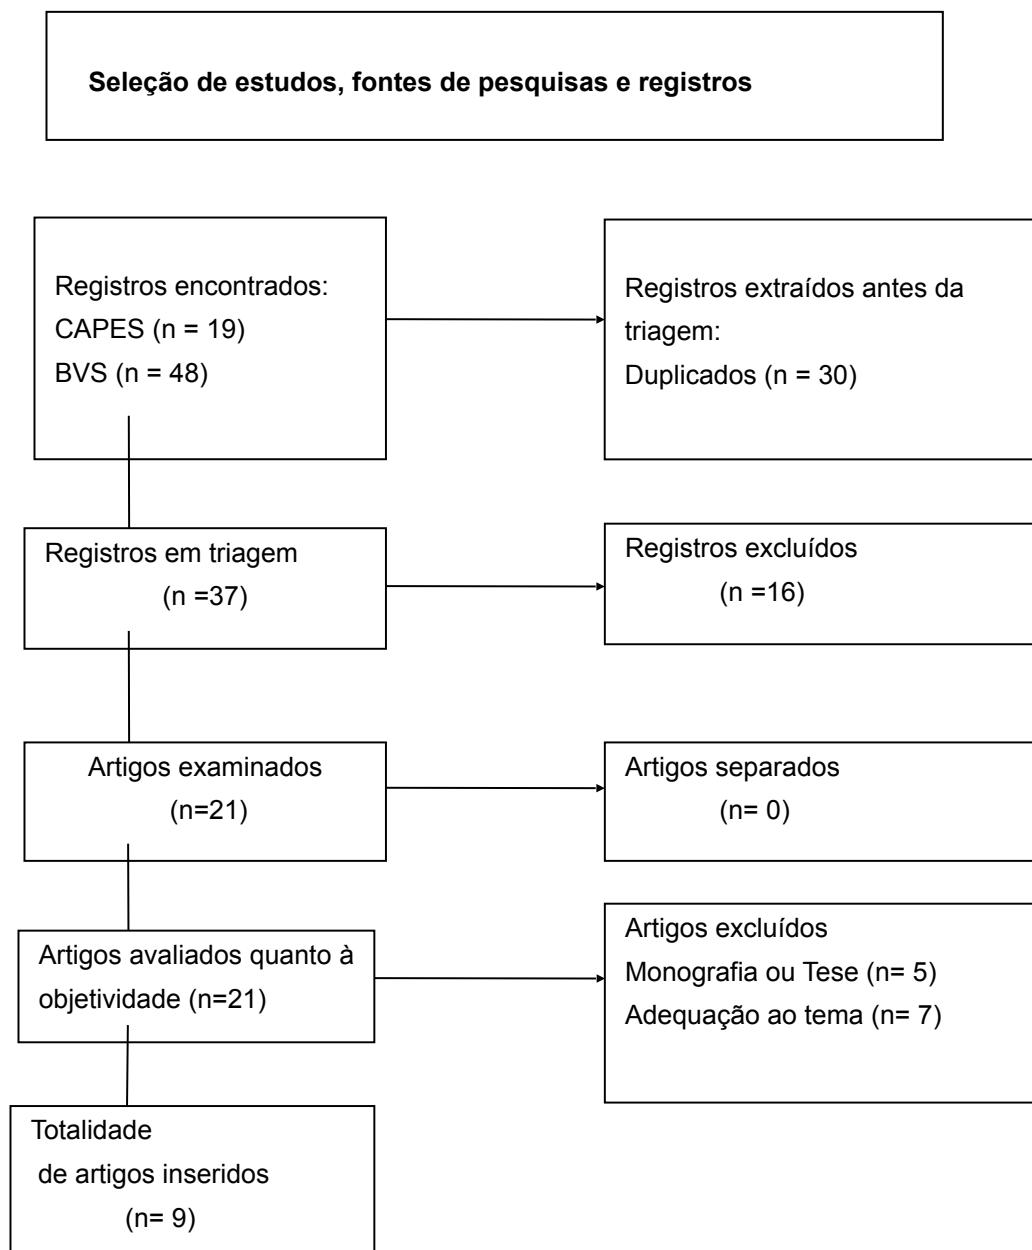 Seleção de estudos, fontes de pesquisas e registros
Registros encontrados:
CAPES (n = 19)
BVS (n = 48)
Registros extraídos antes da
triagem:
Duplicados (n = 30)
Registros em triagem
(n =37)
Registros excluídos
(n =16)
Artigos examinados
(n=21)
Artigos separados
(n= 0)
Artigos avaliados quanto à
objetividade (n=21)
Artigos excluídos
Monografia ou Tese (n= 5)
Adequação ao tema (n= 7)
Totalidade
de artigos inseridos
(n= 9)